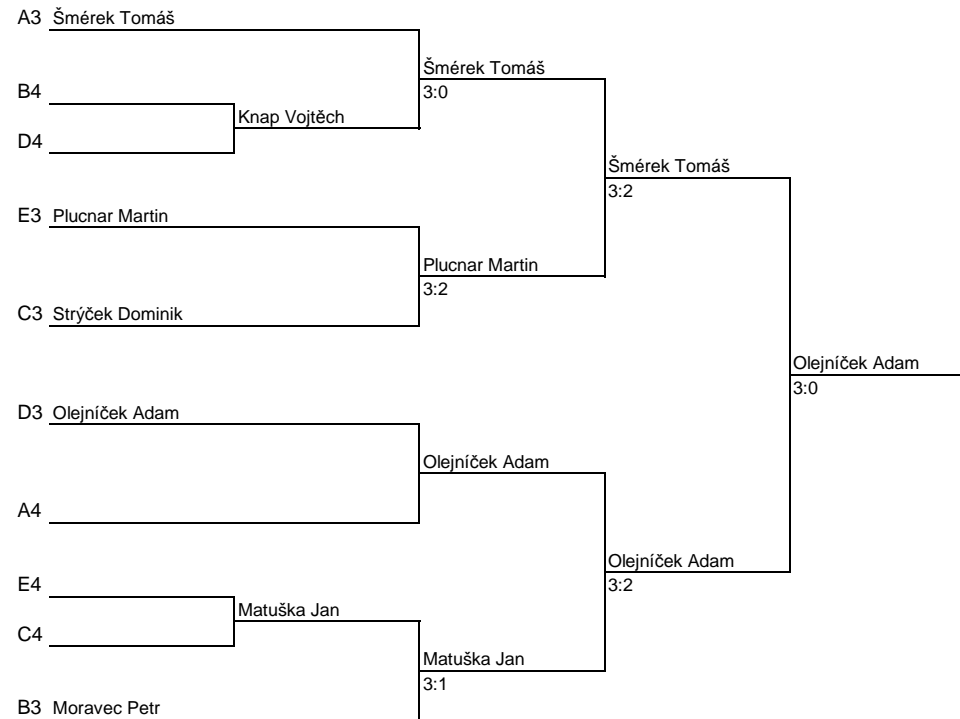 A3 Šmérek Tomáš
Šmérek Tomáš
B4
3:0
Knap Vojtěch
D4
Šmérek Tomáš
3:2
E3 Plucnar Martin
Plucnar Martin
3:2
C3 Strýček Dominik
Olejníček Adam
3:0
D3 Olejníček Adam
Olejníček Adam
A4
Olejníček Adam
E4
3:2
Matuška Jan
C4
Matuška Jan
3:1
B3 Moravec Petr